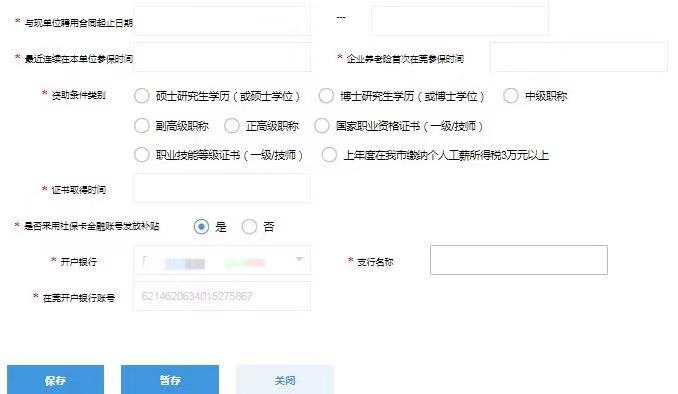 * 与现单位聘用合同起止日期 ---
* 最近连续在本单位参保时间 * 企业养老险首次在莞参保时间
* 资助条件类别 硕士研究生学历（或硕士学位） 博士研究生学历（或博士学位） 中级职称
副高级职称 正高级职称 国家职业资格证书（一级/技师）
职业技能等级证书（一级/技师） 上年度在我市缴纳个人工薪所得税3万元以上
* 证书取得时间
* 是否采用社保卡金融账号发放补贴 是 否
* 开户银行 * 支行名称
* 在莞开户银行账号 6214620634015275867
保存 暂存 关闭